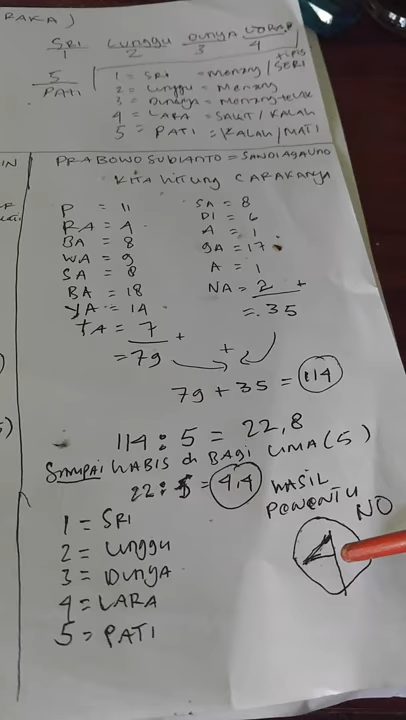 RAKA)
SRI LUNGGU DUNYA LORAP
1 2 3 4
5
PATI
1 = SRI = MENANG / TIPIS SERI
2 = LUNGGU = MENANG
3 = DUNYA = MENANG TELAK
4 = LARA = SAKIT / KALAH
5 = PATI = KALAH / MATI
PRABOWO SUBIANTO = SANDIAGAUNO
KITA HITUNG CARAKANYA
P = 11
RA = 4
BA = 8
WA = 9
SA = 8
BA = 18
YA = 14
TA = 7 +
= 79
SA = 8
DI = 6
A = 1
GA = 17
A = 1
NA = 2 +
= 35
+
79 + 35 = 114
114 : 5 = 22,8
SAMPAI HABIS di BAGI LIMA (5)
22 : 5 = 4,4 HASIL
PENENTU NO
4
1 = SRI
2 = LUNGGU
3 = DUNYA
4 = LARA
5 = PATI